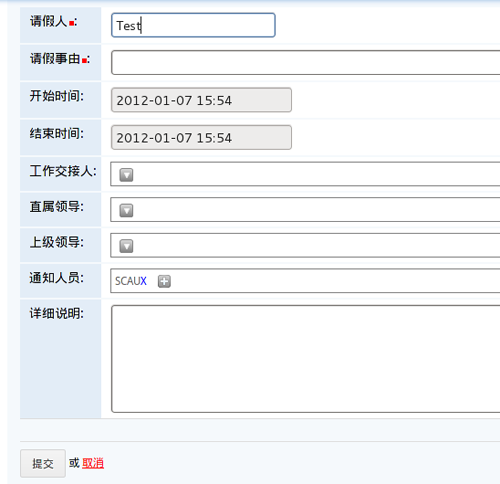 请假人 : Test
请假事由 :
开始时间: 2012-01-07 15:54
结束时间: 2012-01-07 15:54
工作交接人:
直属领导:
上级领导:
通知人员: SCAUX
详细说明:
提交 或 取消